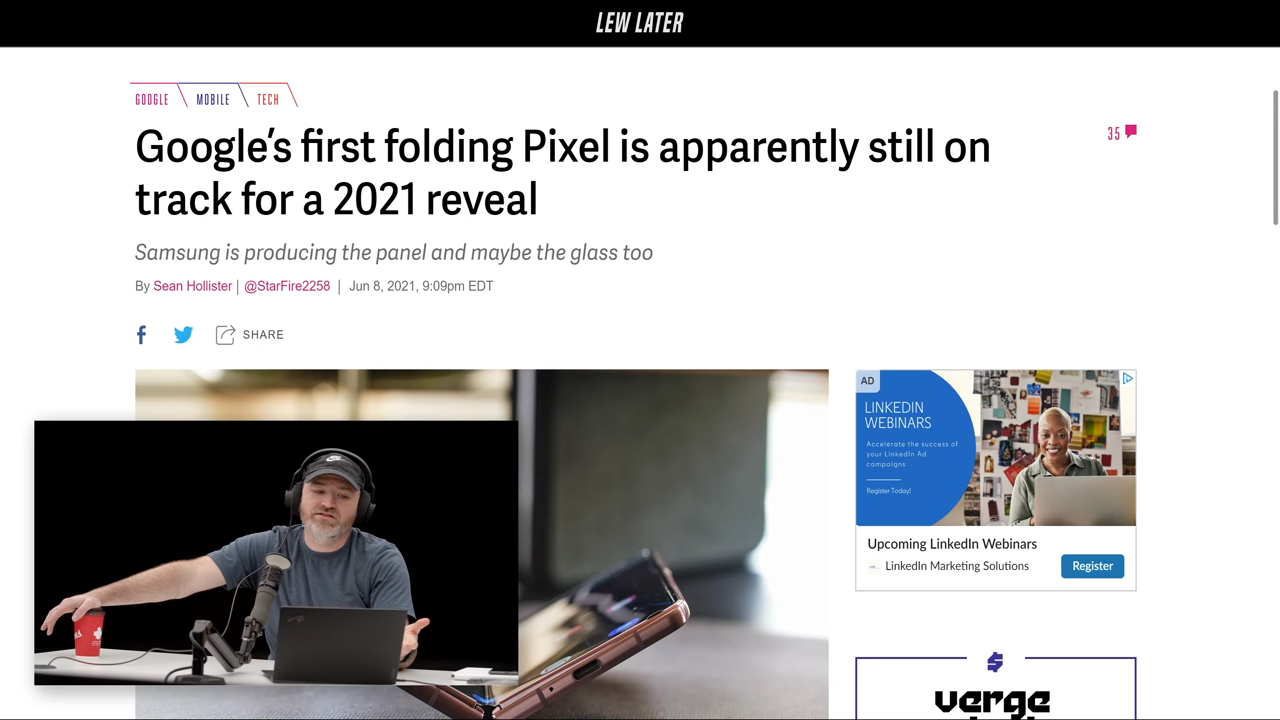 LEW LATER
GOOGLE
MOBILE
TECH
Google's first folding Pixel is apparently still on
track for a 2021 reveal
35
Samsung is producing the panel and maybe the glass too
By Sean Hollister | @StarFire2258 | Jun 8, 2021, 9:09pm EDT
SHARE
AD
LINKEDIN
WEBINARS
Accelerate the success of
your LinkedIn Ad
campaigns
Register Today!
Upcoming LinkedIn Webinars
LinkedIn Marketing Solutions
Register
verge